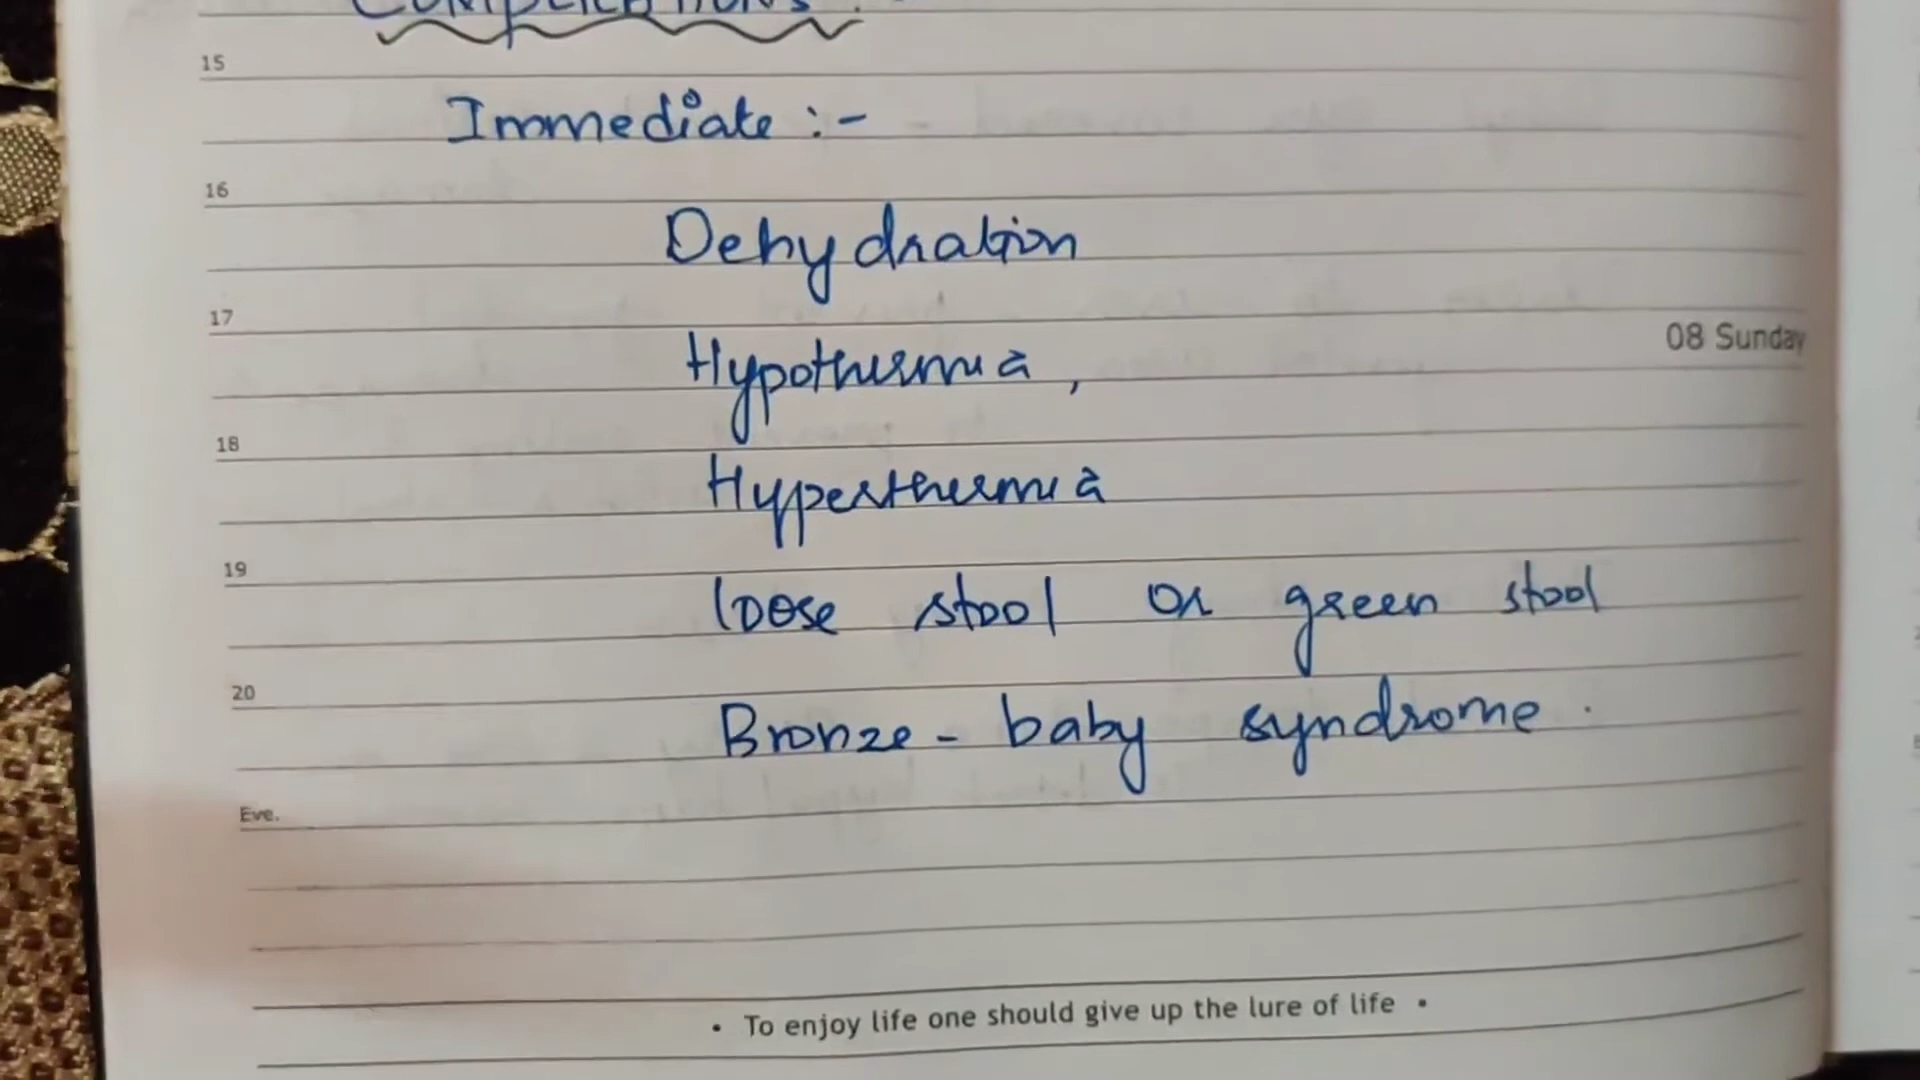 COMPLICATIONS :
15
Immediate :-
16
Dehydration
17
08 Sunday
Hypothermia ,
18
Hyperthermia
19
loose stool or green stool
20
Bronze - baby syndrome .
Eve.
• To enjoy life one should give up the lure of life •